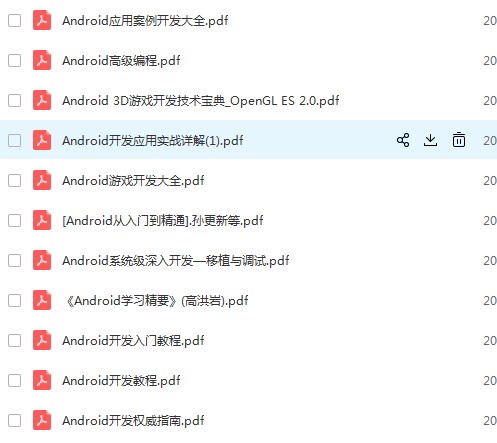 Android应用案例开发大全.pdf 20
Android高级编程.pdf 20
Android 3D游戏开发技术宝典_OpenGL ES 2.0.pdf 20
Android开发应用实战详解(1).pdf 20
Android游戏开发大全.pdf 20
[Android从入门到精通].孙更新等.pdf 20
Android系统级深入开发—移植与调试.pdf 20
《Android学习精要》(高洪岩).pdf 20
Android开发入门教程.pdf 20
Android开发教程.pdf 20
Android开发权威指南.pdf 20